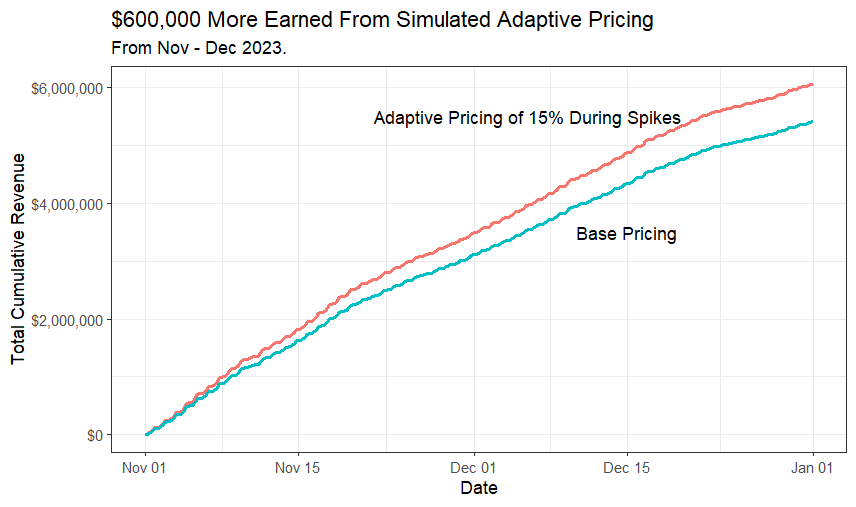 $600,000 More Earned From Simulated Adaptive Pricing
From Nov - Dec 2023.
$6,000,000
Adaptive Pricing of 15% During Spikes
$4,000,000
Base Pricing
$2,000,000
$0
Total Cumulative Revenue
Nov 01 Nov 15 Dec 01 Dec 15 Jan 01
Date